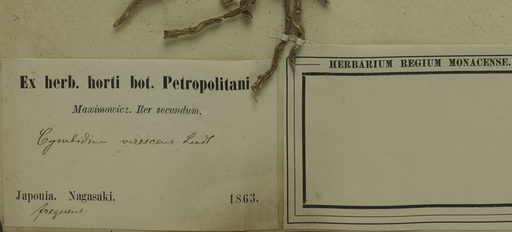 Ex herb. horti bot. Petropolitani.
Maximowicz. Iter secundum.
Cymbidium virescens Lindl
Japonia. Nagasaki. 1863.
frequens.
HERBARIUM REGIUM MONACENSE.